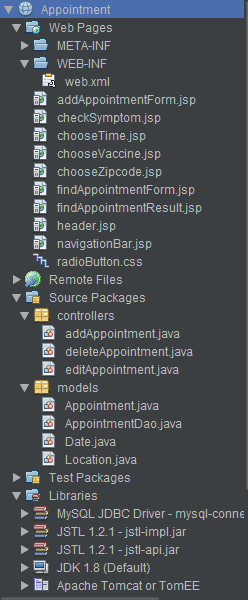 Appointment
Web Pages
META-INF
WEB-INF
web.xml
addAppointmentForm.jsp
checkSymptom.jsp
chooseTime.jsp
chooseVaccine.jsp
chooseZipcode.jsp
findAppointmentForm.jsp
findAppointmentResult.jsp
header.jsp
navigationBar.jsp
radioButton.css
Remote Files
Source Packages
controllers
addAppointment.java
deleteAppointment.java
editAppointment.java
models
Appointment.java
AppointmentDao.java
Date.java
Location.java
Test Packages
Libraries
MySQL JDBC Driver - mysql-conne
JSTL 1.2.1 - jstl-impl.jar
JSTL 1.2.1 - jstl-api.jar
JDK 1.8 (Default)
Apache Tomcat or TomEE